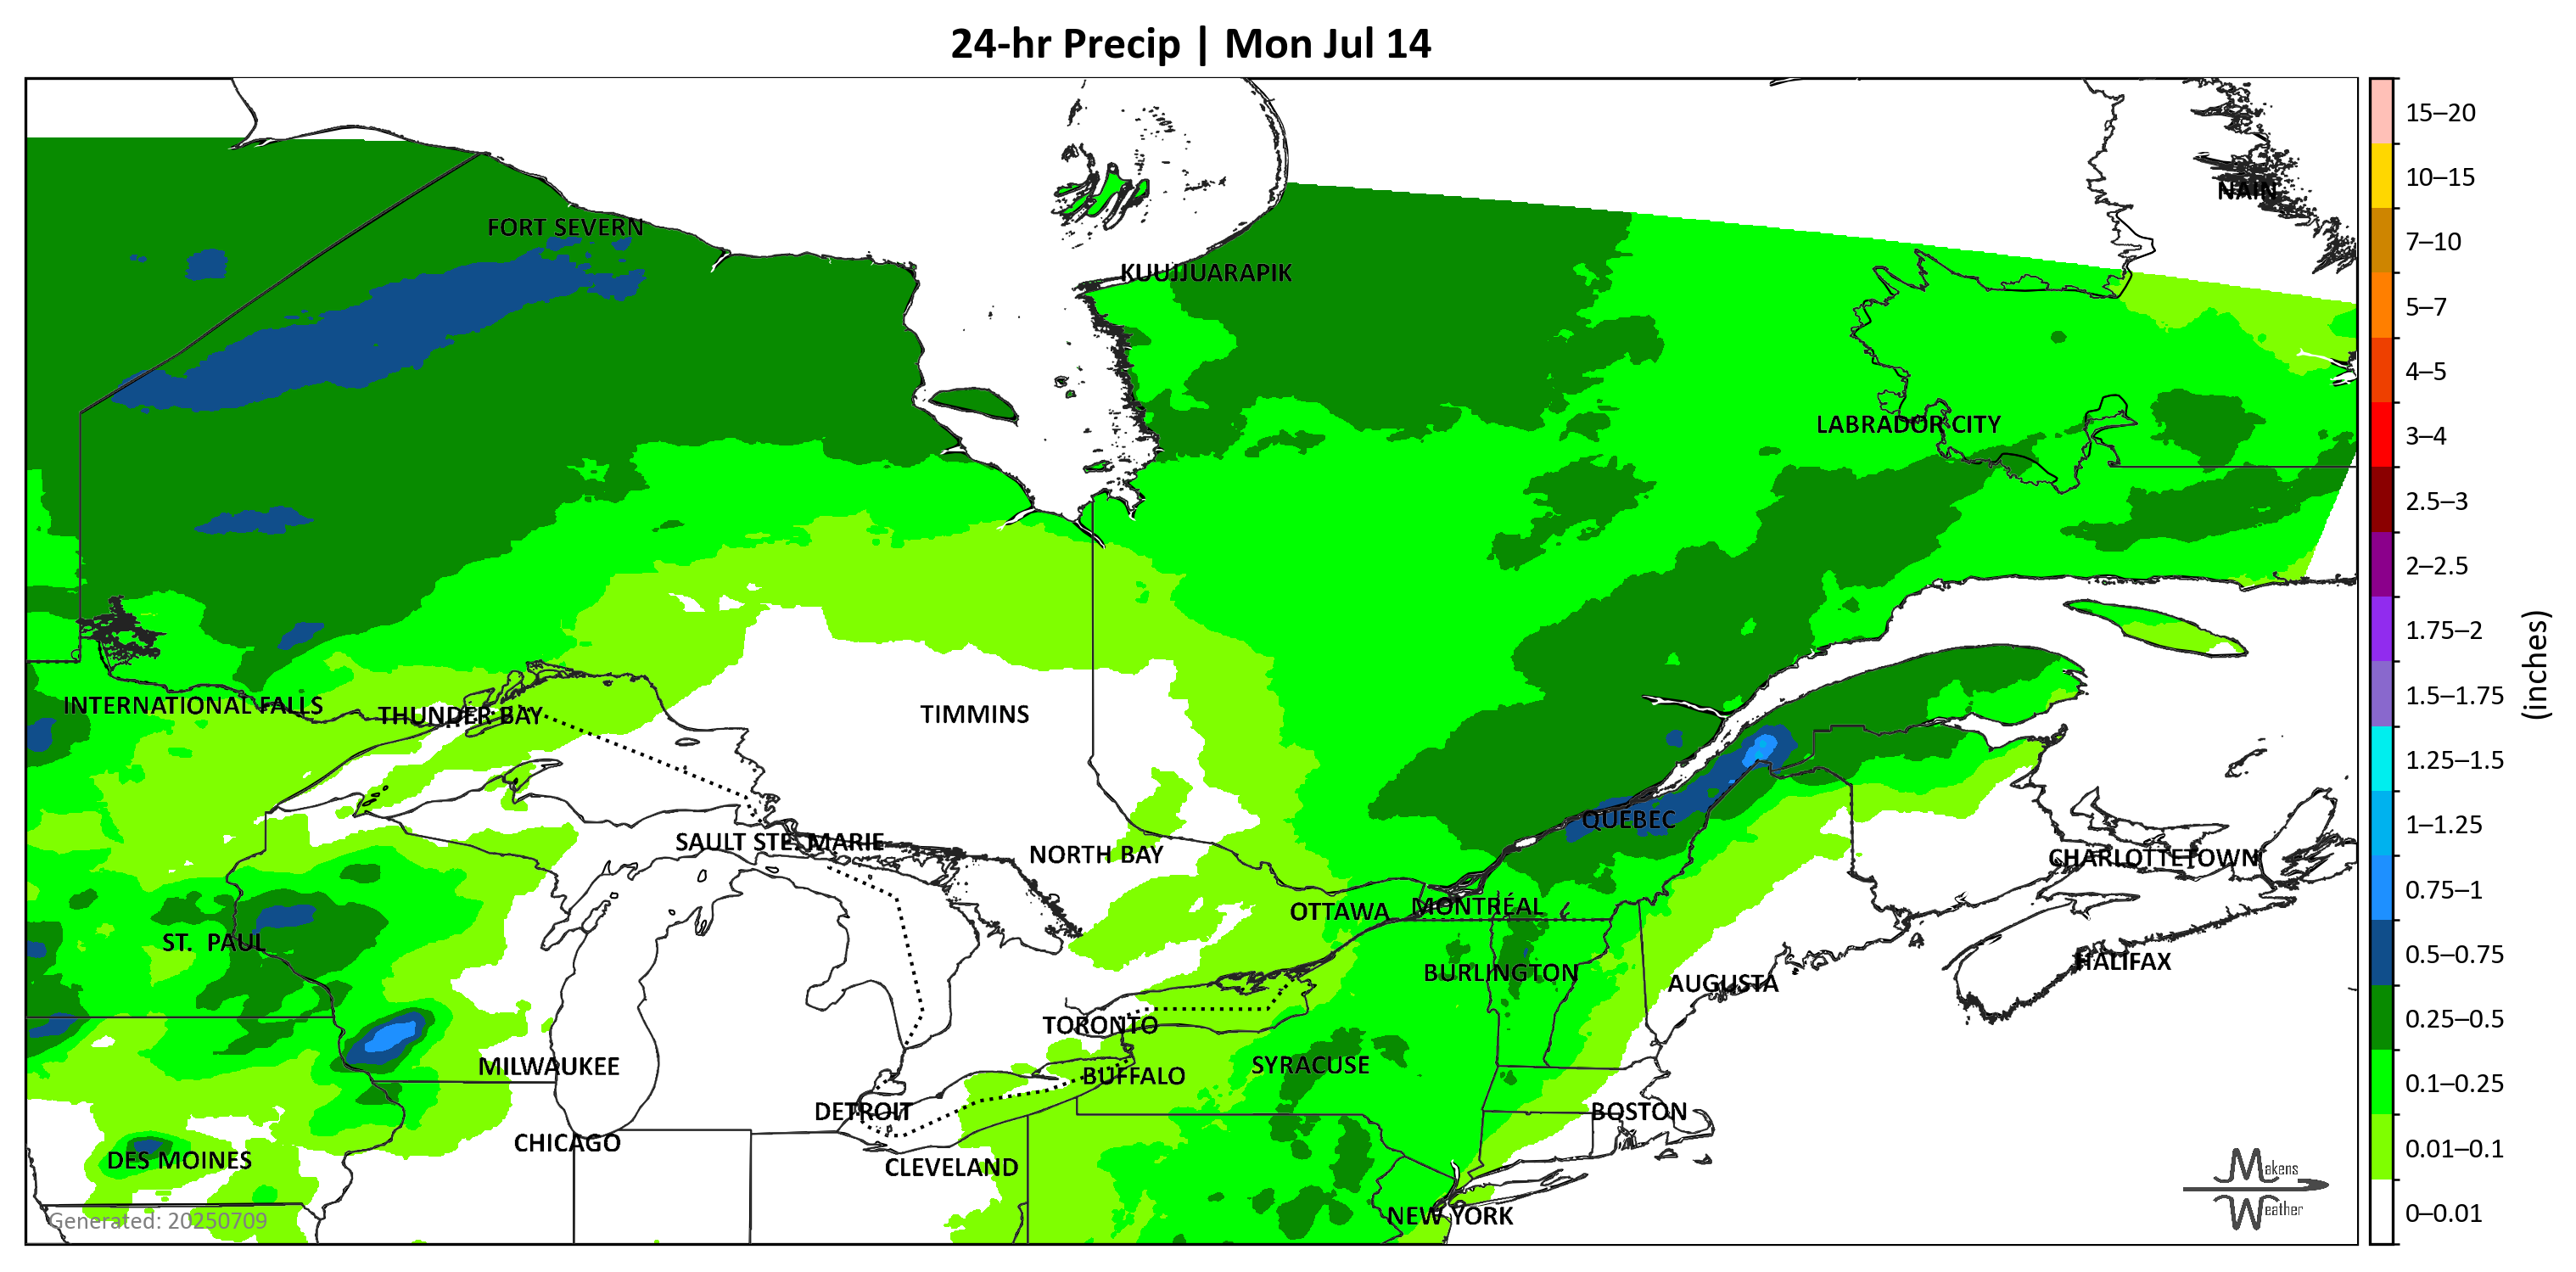 24-hr Precip | Mon Jul 14
15–20
10–15
7–10
5–7
4–5
3–4
2.5–3
2–2.5
1.75–2
1.5–1.75
1.25–1.5
1–1.25
0.75–1
0.5–0.75
0.25–0.5
0.1–0.25
0.01–0.1
0–0.01
(inches)
NAIN
FORT SEVERN
KUUJJUARAPIK
LABRADOR CITY
INTERNATIONAL FALLS
THUNDER BAY
TIMMINS
QUEBEC
SAULT STE. MARIE
NORTH BAY
CHARLOTTETOWN
OTTAWA
MONTRÉAL
ST. PAUL
HALIFAX
BURLINGTON
AUGUSTA
TORONTO
MILWAUKEE
SYRACUSE
BUFFALO
DETROIT
BOSTON
CHICAGO
DES MOINES
CLEVELAND
NEW YORK
Makens
Weather
Generated: 20250709